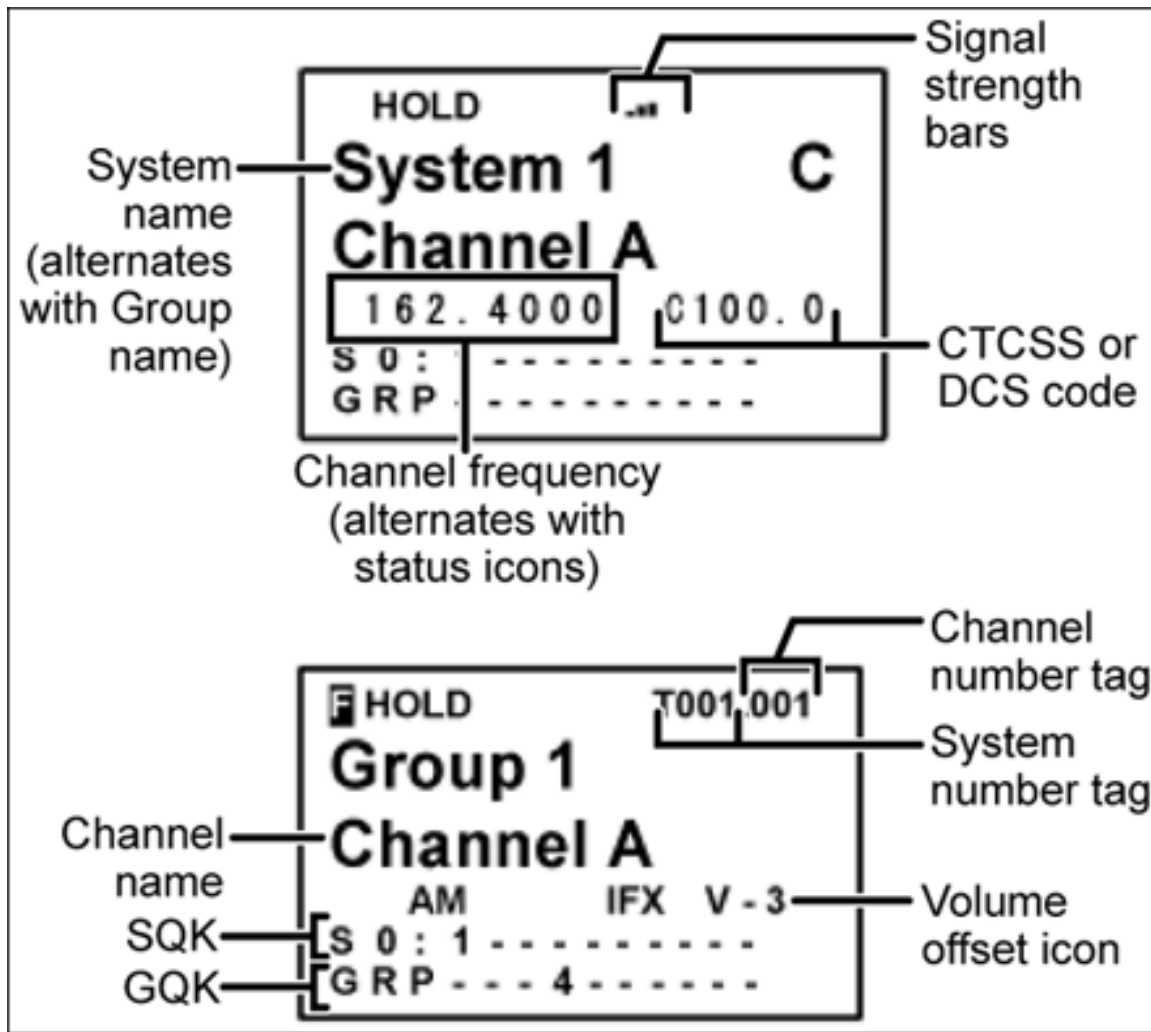 Signal
strength
bars
HOLD
System 1 C
Channel A
162.4000 C100.0
S 0 : - - - - - - - - -
G R P - - - - - - - - - -
System
name
(alternates
with Group
name)
CTCSS or
DCS code
Channel frequency
(alternates with
status icons)
Channel
number tag
System
number tag
F HOLD T001.001
Group 1
Channel A
AM IFX V - 3
S 0 : 1 - - - - - - - - -
G R P - - - 4 - - - - - -
Channel
name
SQK
GQK
Volume
offset icon